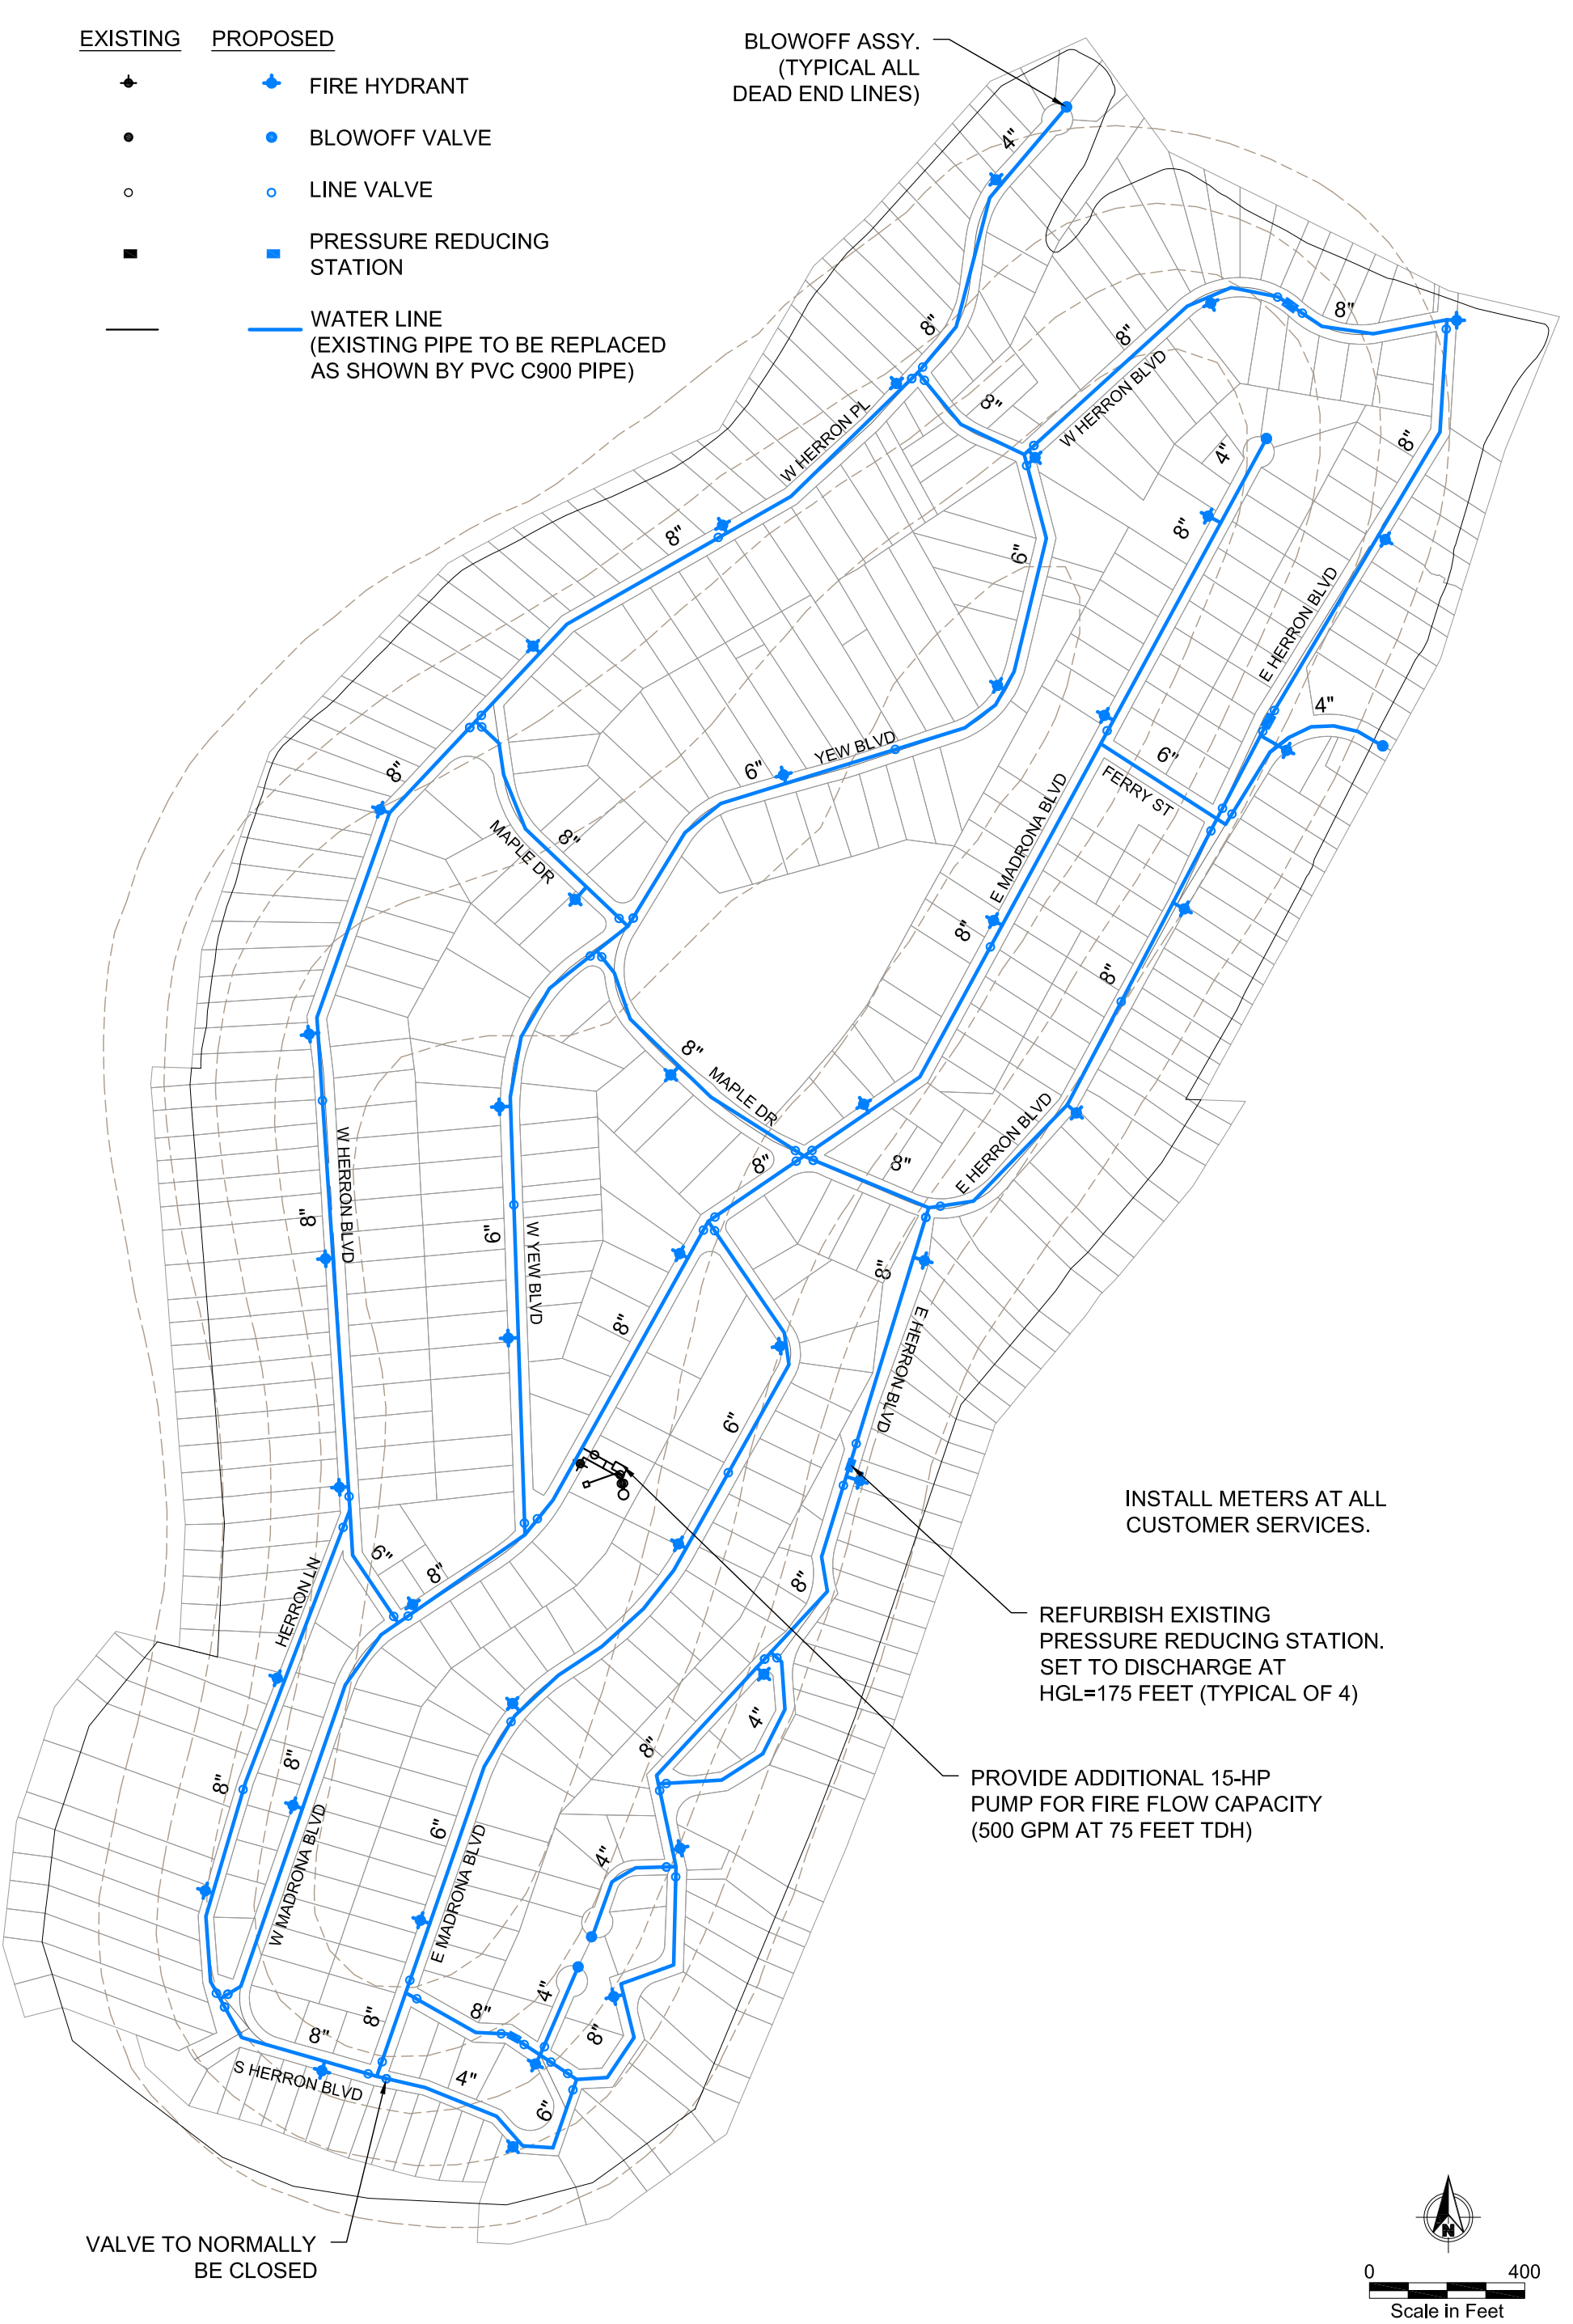 EXISTING PROPOSED
FIRE HYDRANT
BLOWOFF VALVE
LINE VALVE
PRESSURE REDUCING
STATION
WATER LINE
(EXISTING PIPE TO BE REPLACED
AS SHOWN BY PVC C900 PIPE)
BLOWOFF ASSY.
(TYPICAL ALL
DEAD END LINES)
4"
8"
8"
8"
W HERRON BLVD
8"
W HERRON PL
8"
4"
8"
8"
6"
E HERRON BLVD
4"
YEW BLVD
6"
6"
FERRY ST
8"
MAPLE DR
8"
E MADRONA BLVD
8"
8"
8"
MAPLE DR
E HERRON BLVD
8"
8"
W HERRON BLVD
8"
W YEW BLVD
6"
8"
E HERRON BLVD
8"
6"
INSTALL METERS AT ALL
CUSTOMER SERVICES.
REFURBISH EXISTING
PRESSURE REDUCING STATION.
SET TO DISCHARGE AT
HGL=175 FEET (TYPICAL OF 4)
PROVIDE ADDITIONAL 15-HP
PUMP FOR FIRE FLOW CAPACITY
(500 GPM AT 75 FEET TDH)
6"
8"
8"
HERRON LN
4"
8"
8"
8"
W MADRONA BLVD
6"
E MADRONA BLVD
4"
4"
8"
8"
8"
8"
S HERRON BLVD
4"
6"
VALVE TO NORMALLY
BE CLOSED
N
0 400
Scale in Feet